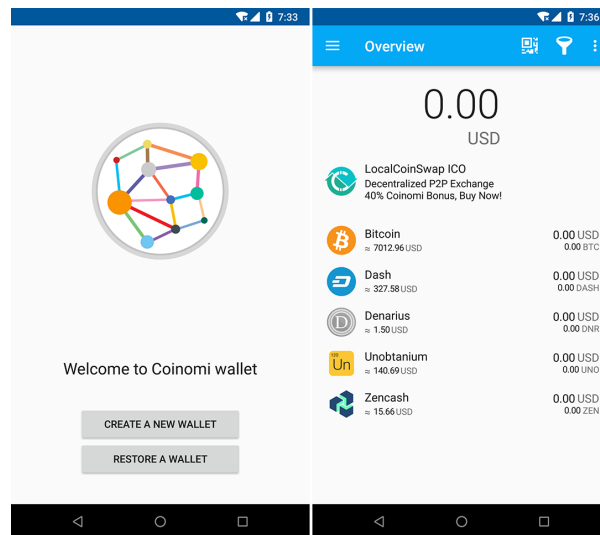 7:33
Welcome to Coinomi wallet
CREATE A NEW WALLET
RESTORE A WALLET
7:36
Overview
0.00
USD
LocalCoinSwap ICO
Decentralized P2P Exchange
40% Coinomi Bonus, Buy Now!
Bitcoin 0.00 USD
≈ 7012.96 USD 0.00 BTC
Dash 0.00 USD
≈ 327.58 USD 0.00 DASH
Denarius 0.00 USD
≈ 1.50 USD 0.00 DNR
Unobtanium 0.00 USD
≈ 140.69 USD 0.00 UNO
Zencash 0.00 USD
≈ 15.66 USD 0.00 ZEN
D
Un